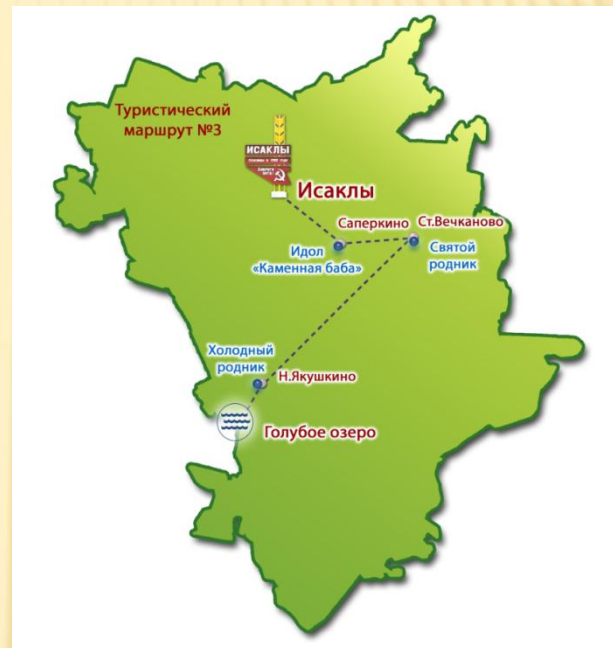 Туристический
маршрут №3
ИСАКЛЫ
Исаклы
Саперкино
Ст.Вечканово
Идол
«Каменная баба»
Святой
родник
Холодный
родник
Н.Якушкино
Голубое озеро